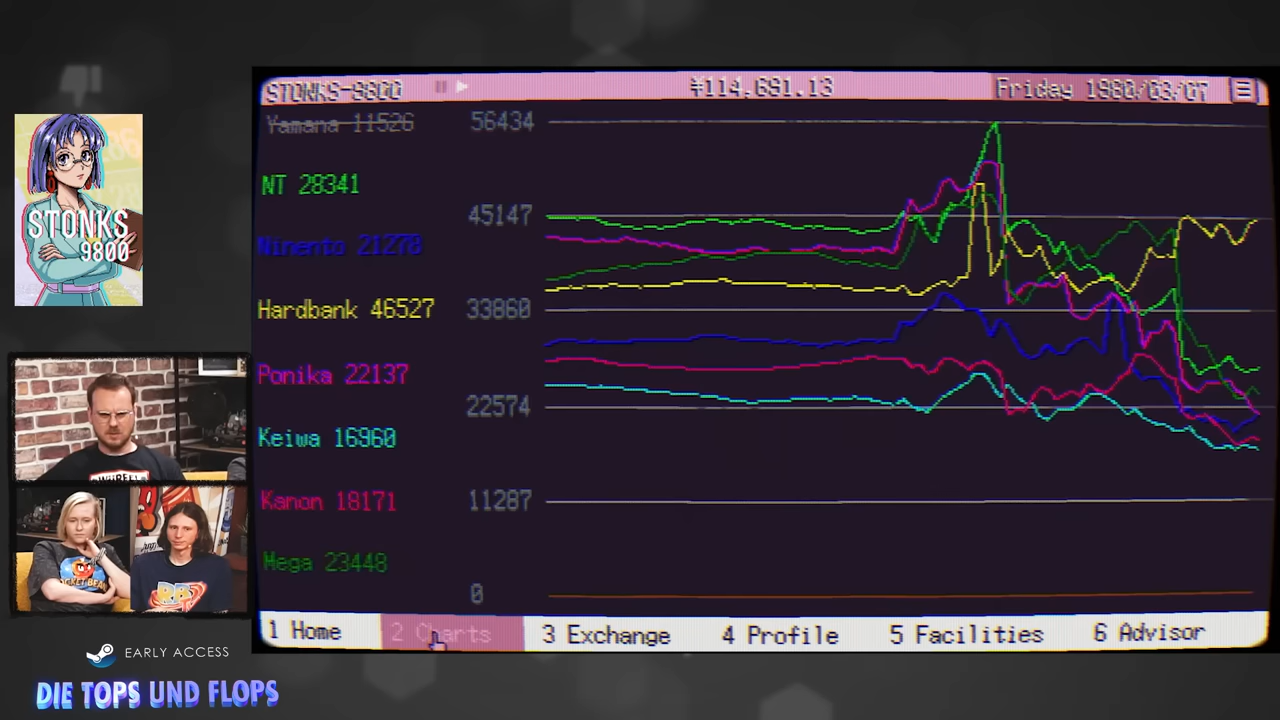 STONKS-9800
¥114,691.13
Friday 1980/03/07
Yamana 11526
56434
NT 28341
45147
Ninento 21278
Hardbank 46527
33860
Ponika 22137
22574
Keiwa 16960
Kanon 18171
11287
Mega 23448
0
1 Home
2 Charts
3 Exchange
4 Profile
5 Facilities
6 Advisor
STONKS
9800
EARLY ACCESS
DIE TOPS UND FLOPS